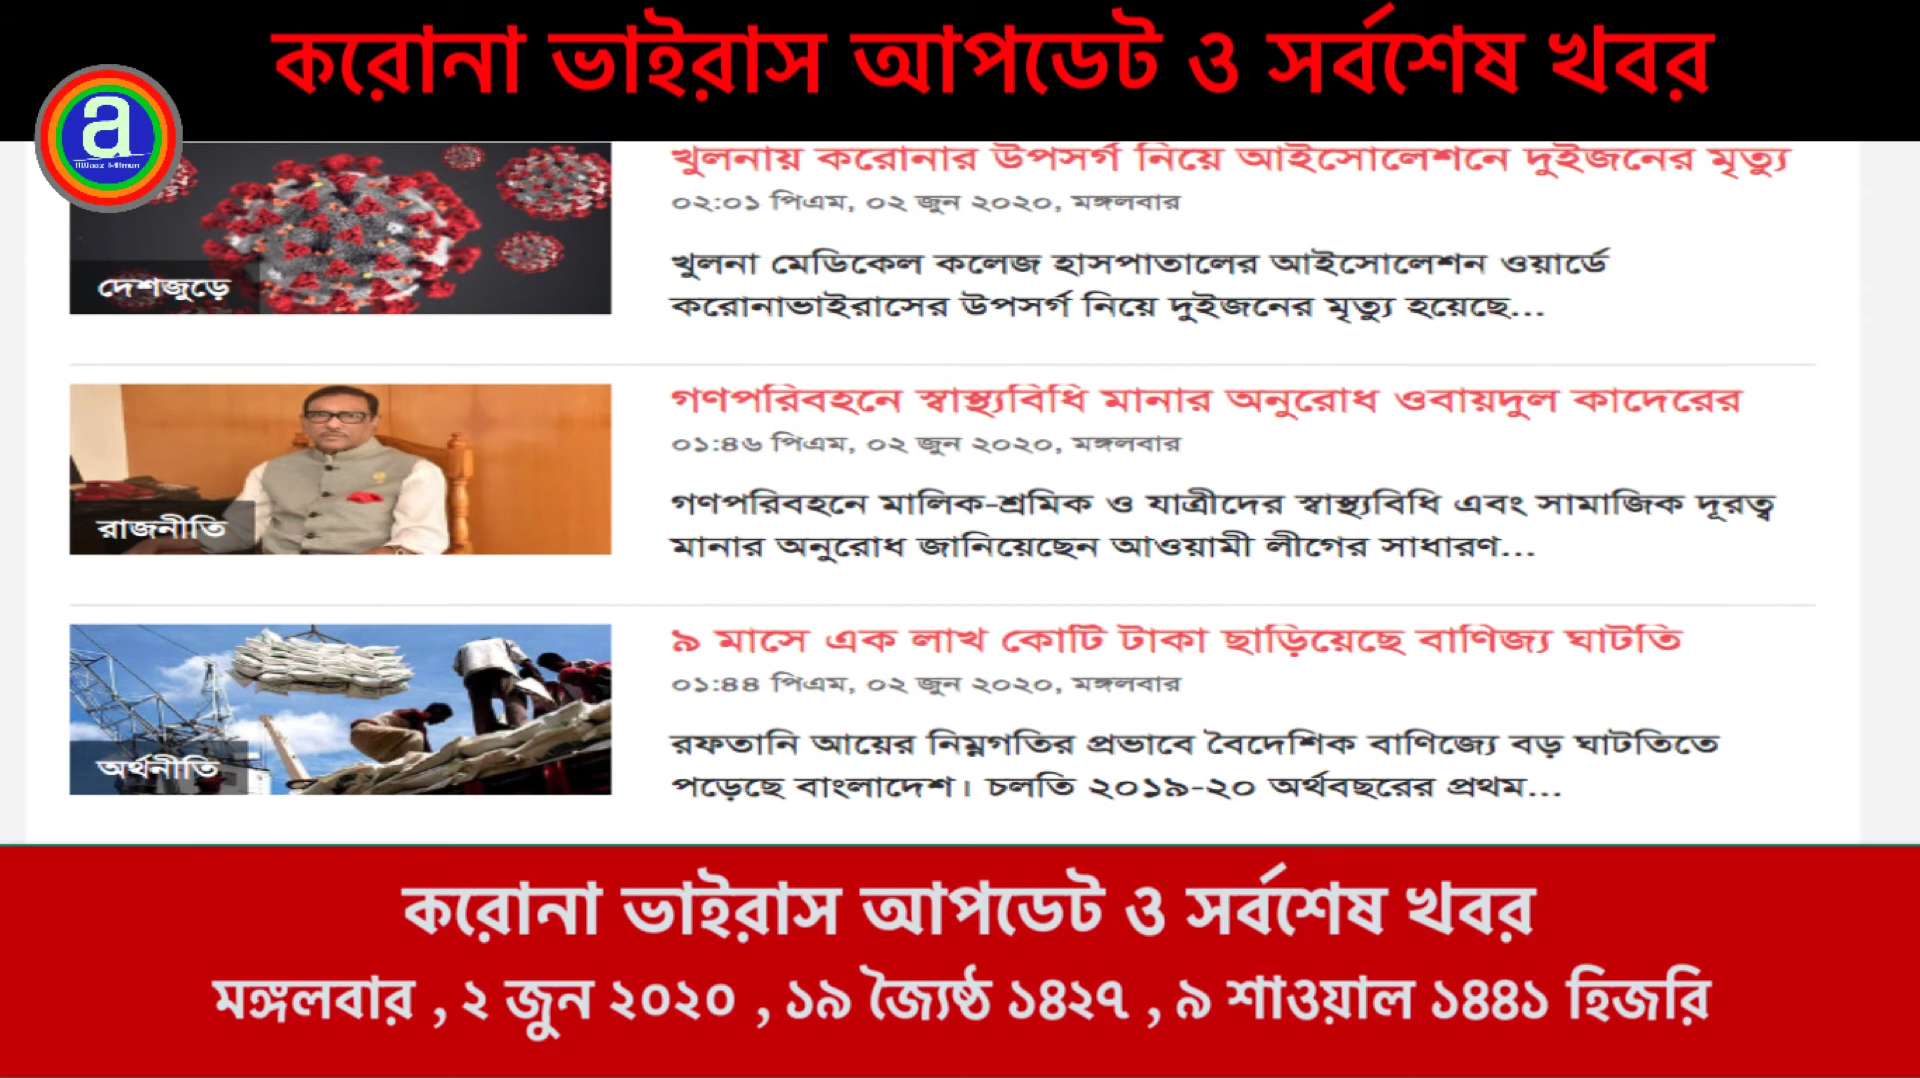 করোনা ভাইরাস আপডেট ও সর্বশেষ খবর
a
খুলনায় করোনার উপসর্গ নিয়ে আইসোলেশনে দুইজনের মৃত্যু
০২:০১ পিএম, ০২ জুন ২০২০, মঙ্গলবার
খুলনা মেডিকেল কলেজ হাসপাতালের আইসোলেশন ওয়ার্ডে
করোনাভাইরাসের উপসর্গ নিয়ে দুইজনের মৃত্যু হয়েছে...
দেশজুড়ে
গণপরিবহনে স্বাস্থ্যবিধি মানার অনুরোধ ওবায়দুল কাদেরের
০১:৪৬ পিএম, ০২ জুন ২০২০, মঙ্গলবার
গণপরিবহনে মালিক-শ্রমিক ও যাত্রীদের স্বাস্থ্যবিধি এবং সামাজিক দূরত্ব
মানার অনুরোধ জানিয়েছেন আওয়ামী লীগের সাধারণ...
রাজনীতি
৯ মাসে এক লাখ কোটি টাকা ছাড়িয়েছে বাণিজ্য ঘাটতি
০১:৪৪ পিএম, ০২ জুন ২০২০, মঙ্গলবার
রফতানি আয়ের নিম্নগতির প্রভাবে বৈদেশিক বাণিজ্যে বড় ঘাটতিতে
পড়েছে বাংলাদেশ। চলতি ২০১৯-২০ অর্থবছরের প্রথম...
অর্থনীতি
করোনা ভাইরাস আপডেট ও সর্বশেষ খবর
মঙ্গলবার , ২ জুন ২০২০ , ১৯ জ্যৈষ্ঠ ১৪২৭ , ৯ শাওয়াল ১৪৪১ হিজরি